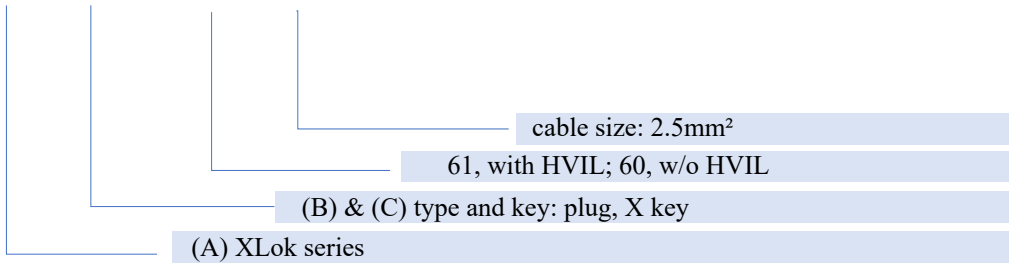 cable size: 2.5mm²
61, with HVIL; 60, w/o HVIL
(B) & (C) type and key: plug, X key
(A) XLok series